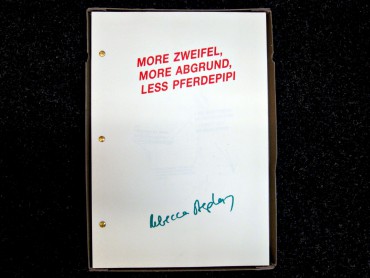 MORE ZWEIFEL,
MORE ABGRUND,
LESS PFERDEPIPI
Rebecca